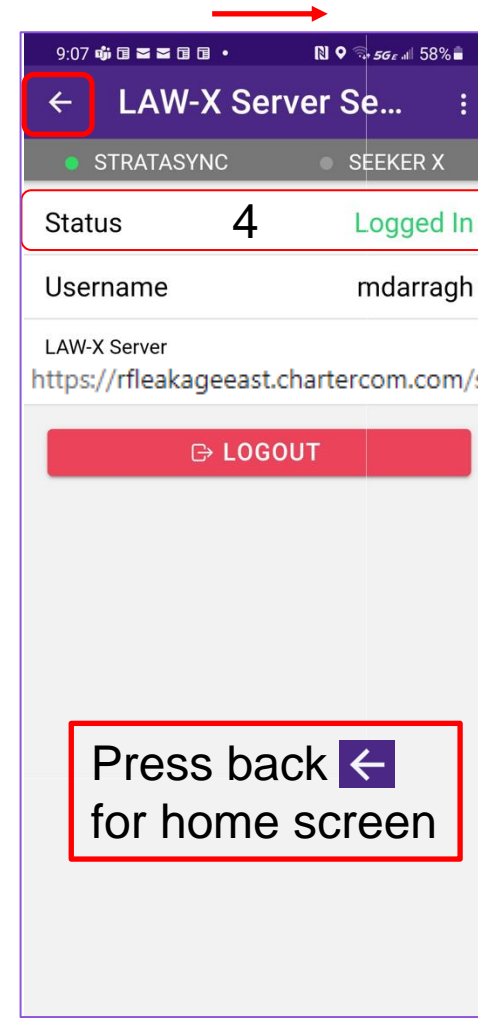 9:07 58%
5GE
LAW-X Server Se...
STRATASYNC SEEKER X
Status 4 Logged In
Username mdarragh
LAW-X Server
https://rfleakageeast.chartercom.com/s
LOGOUT
Press back
for home screen